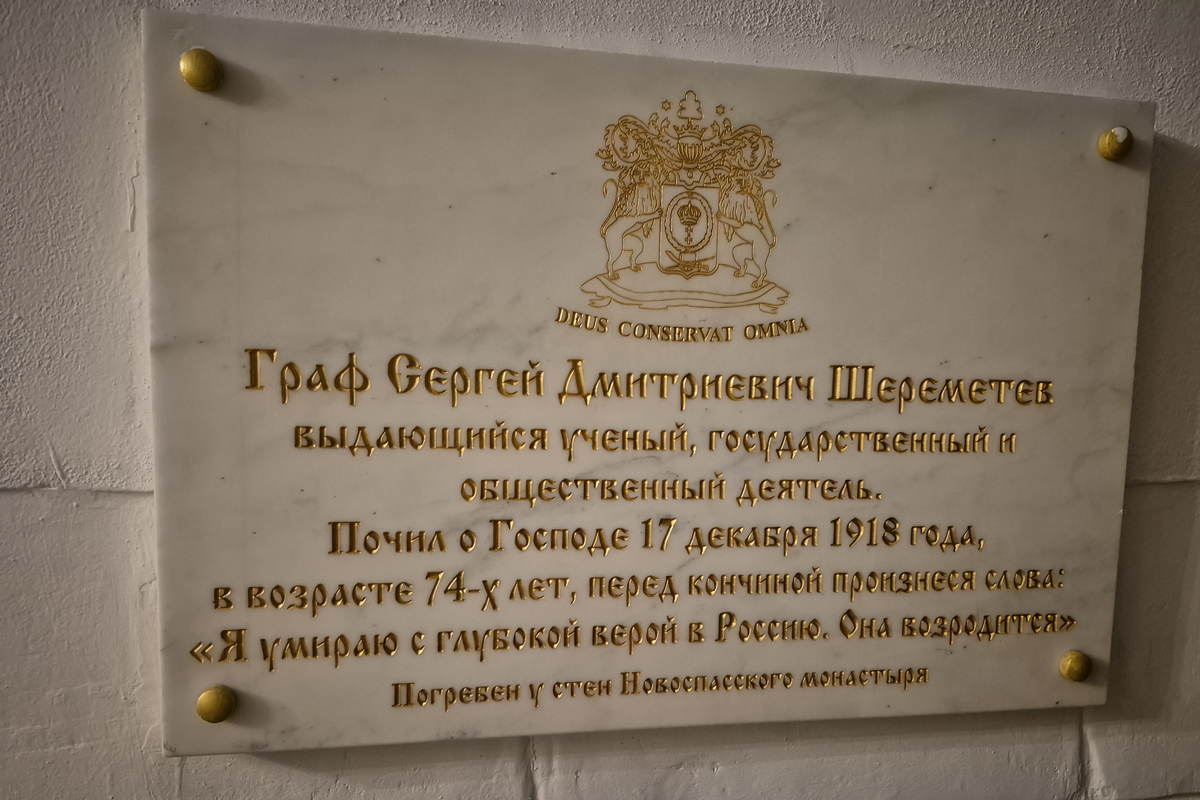 DEUS CONSERVAT OMNIA
Граф Сергей Дмитриевич Шереметев
выдающийся ученый, государственный и
общественный деятель.
Почил о Господе 17 декабря 1918 года,
в возрасте 74-х лет, перед кончиной произнеся слова:
«Я умираю с глубокой верой в Россию. Она возродится»
Погребен у стен Новоспасского монастыря